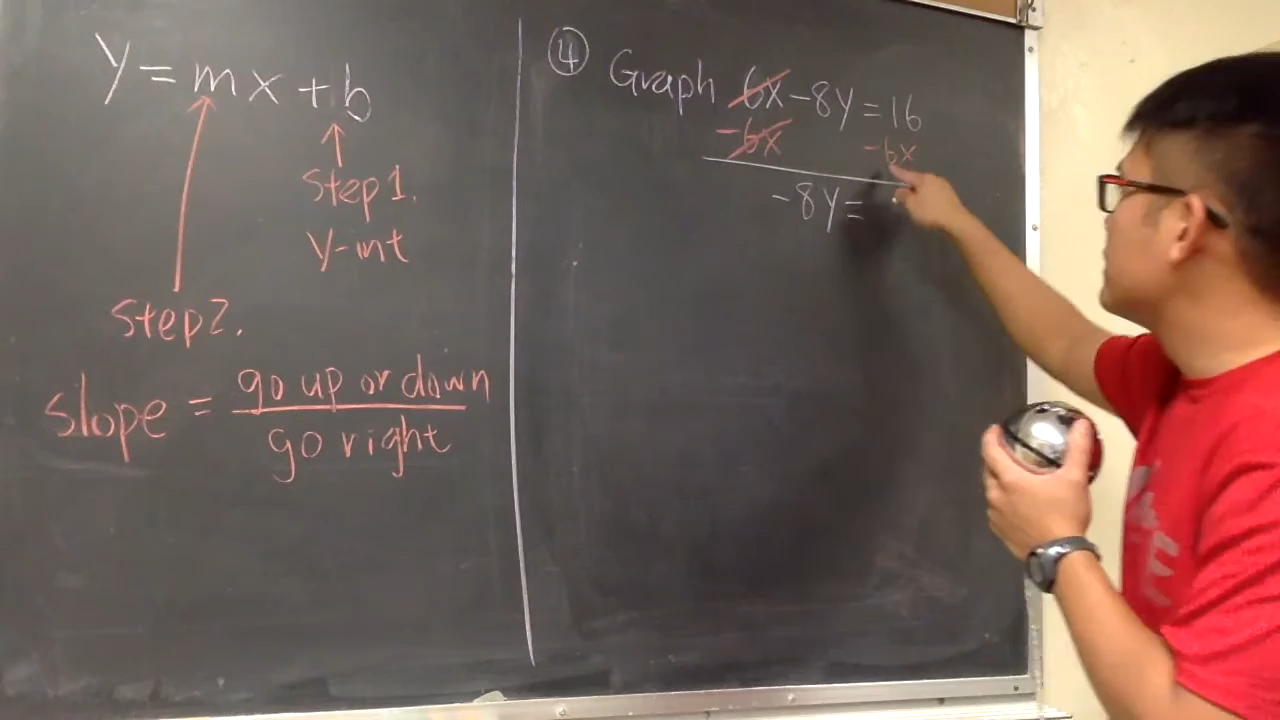 y = mx + b
Step 1.
y-int
Step 2.
slope = go up or down
go right
④ Graph 6x - 8y = 16
-6x -6x
-8y =